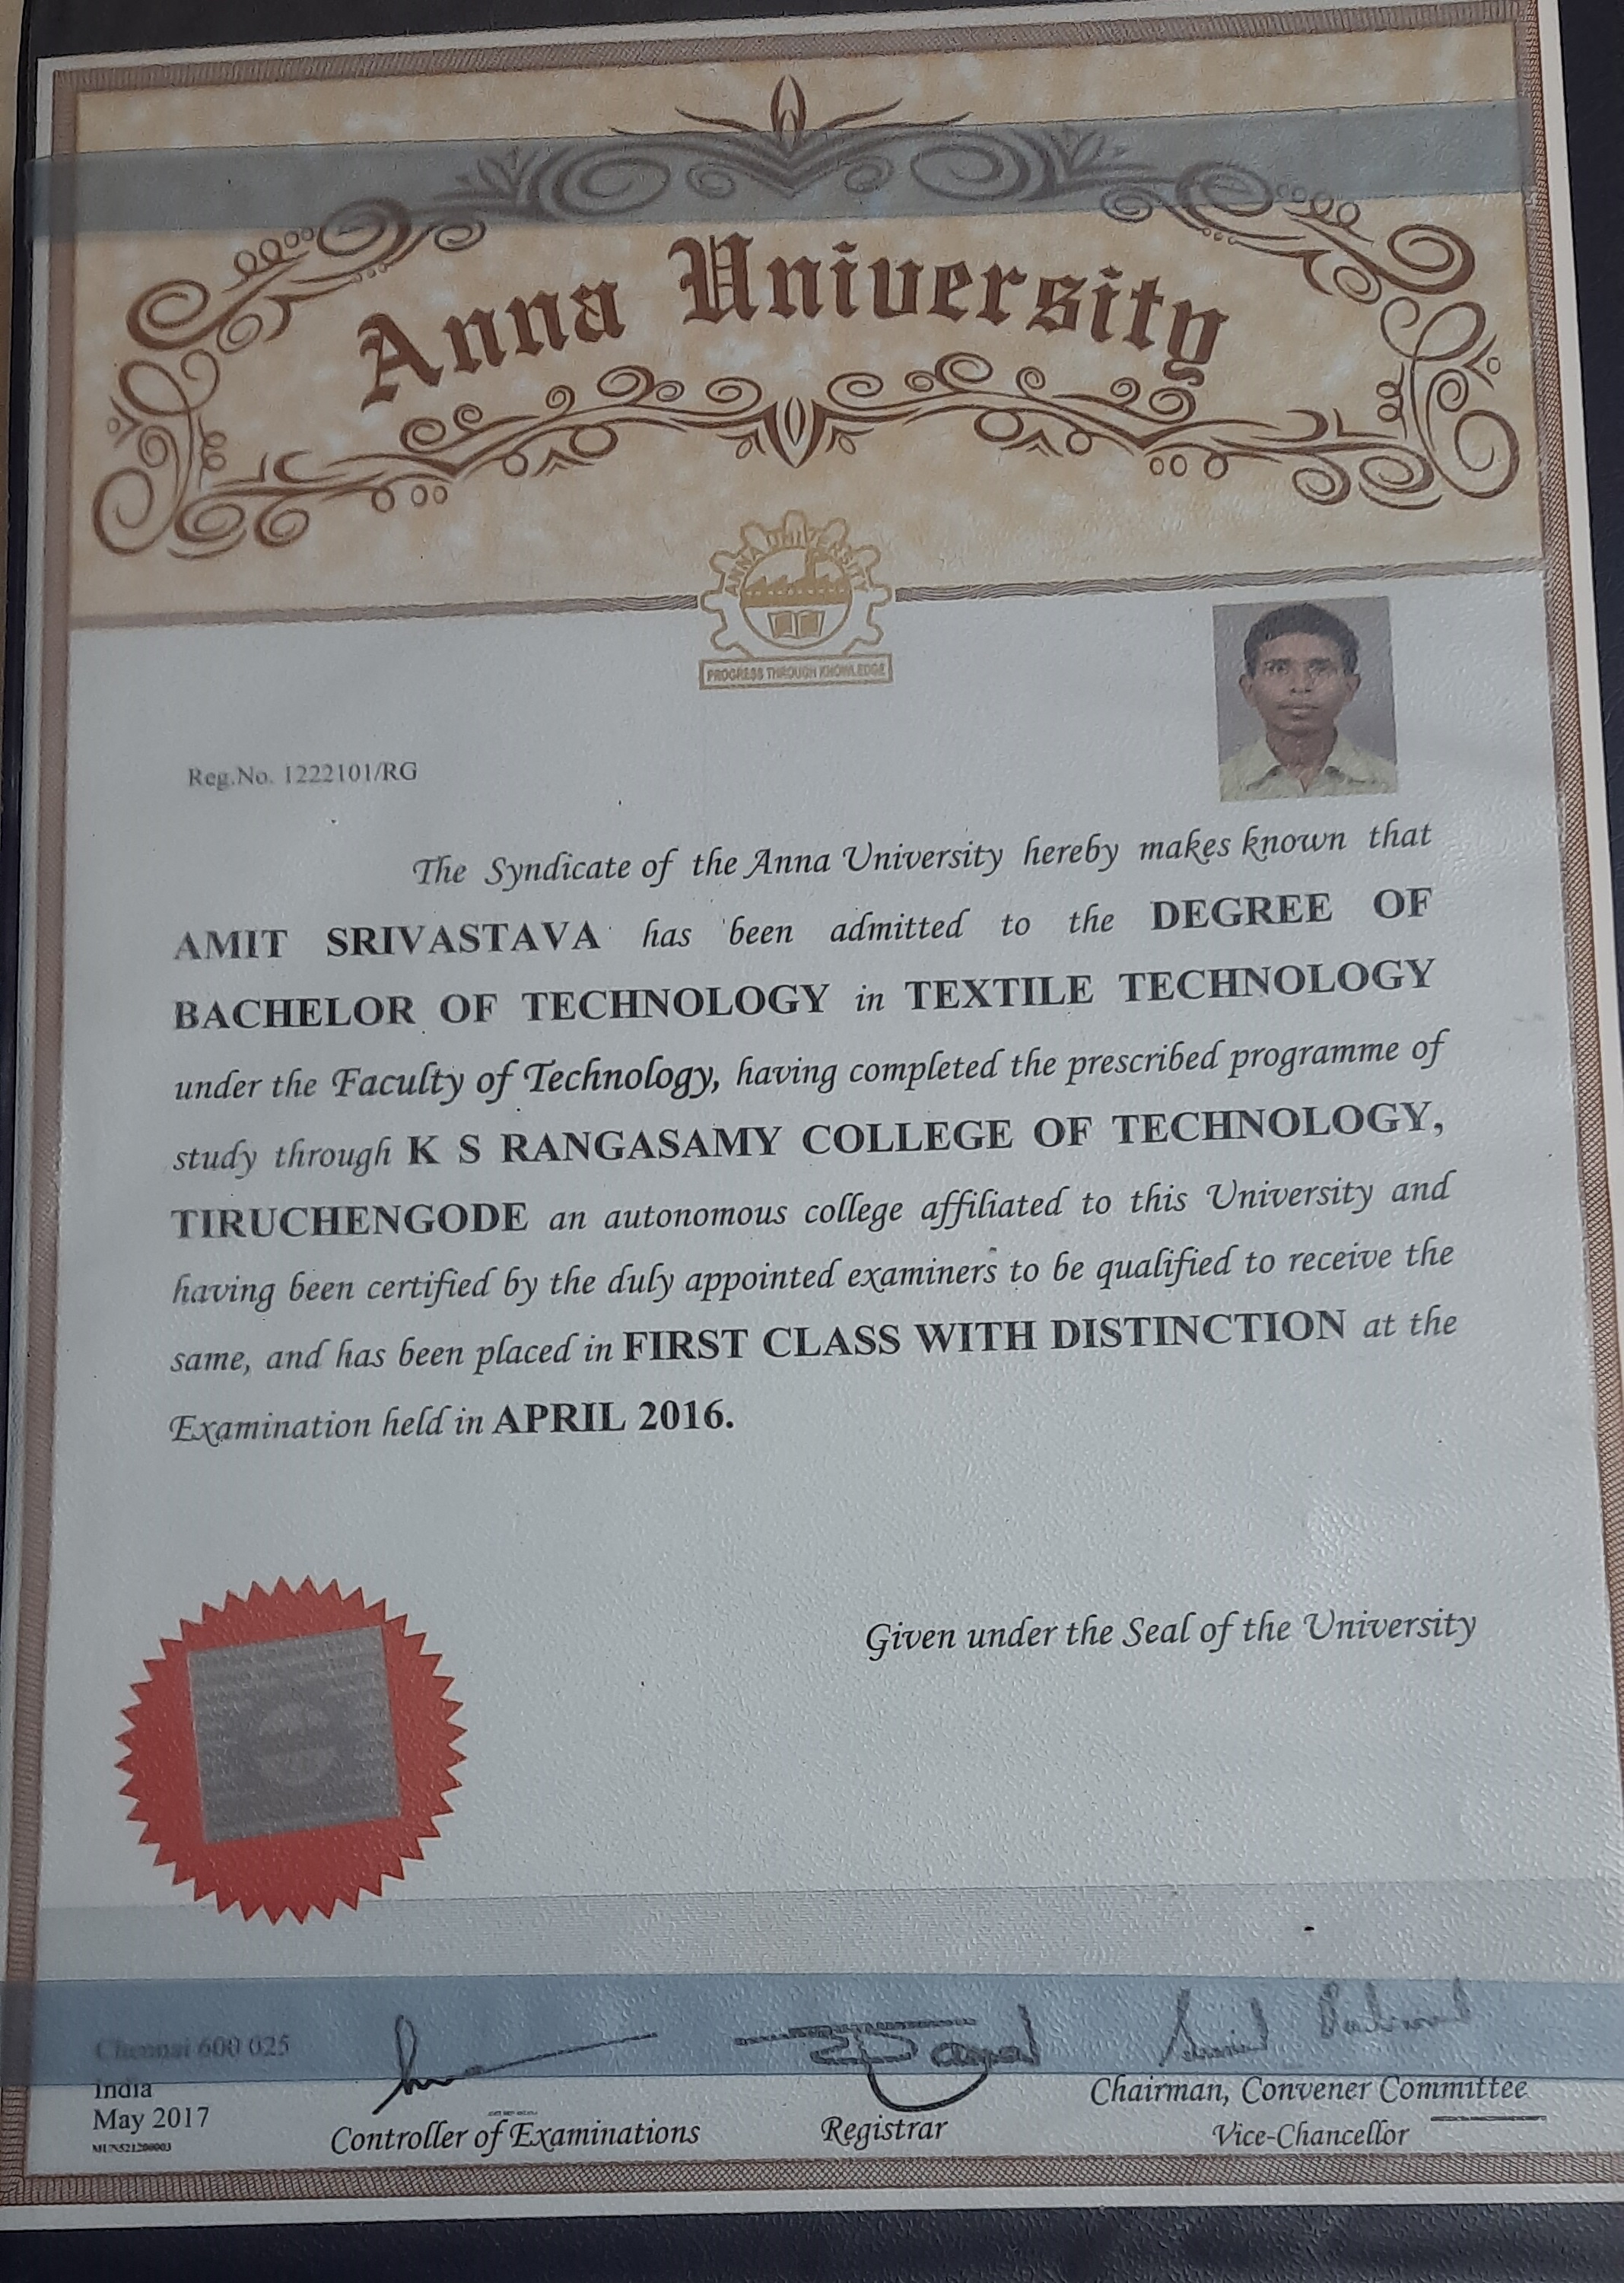 Anna University
ANNA UNIVERSITY
PROGRESS THROUGH KNOWLEDGE
Reg.No. 1222101/RG
The Syndicate of the Anna University hereby makes known that
AMIT SRIVASTAVA has been admitted to the DEGREE OF
BACHELOR OF TECHNOLOGY in TEXTILE TECHNOLOGY
under the Faculty of Technology, having completed the prescribed programme of
study through K S RANGASAMY COLLEGE OF TECHNOLOGY,
TIRUCHENGODE an autonomous college affiliated to this University and
having been certified by the duly appointed examiners to be qualified to receive the
same, and has been placed in FIRST CLASS WITH DISTINCTION at the
Examination held in APRIL 2016.
Given under the Seal of the University
Chennai 600 025
India
May 2017
MUN521200003
Controller of Examinations
Registrar
Chairman, Convener Committee
Vice-Chancellor